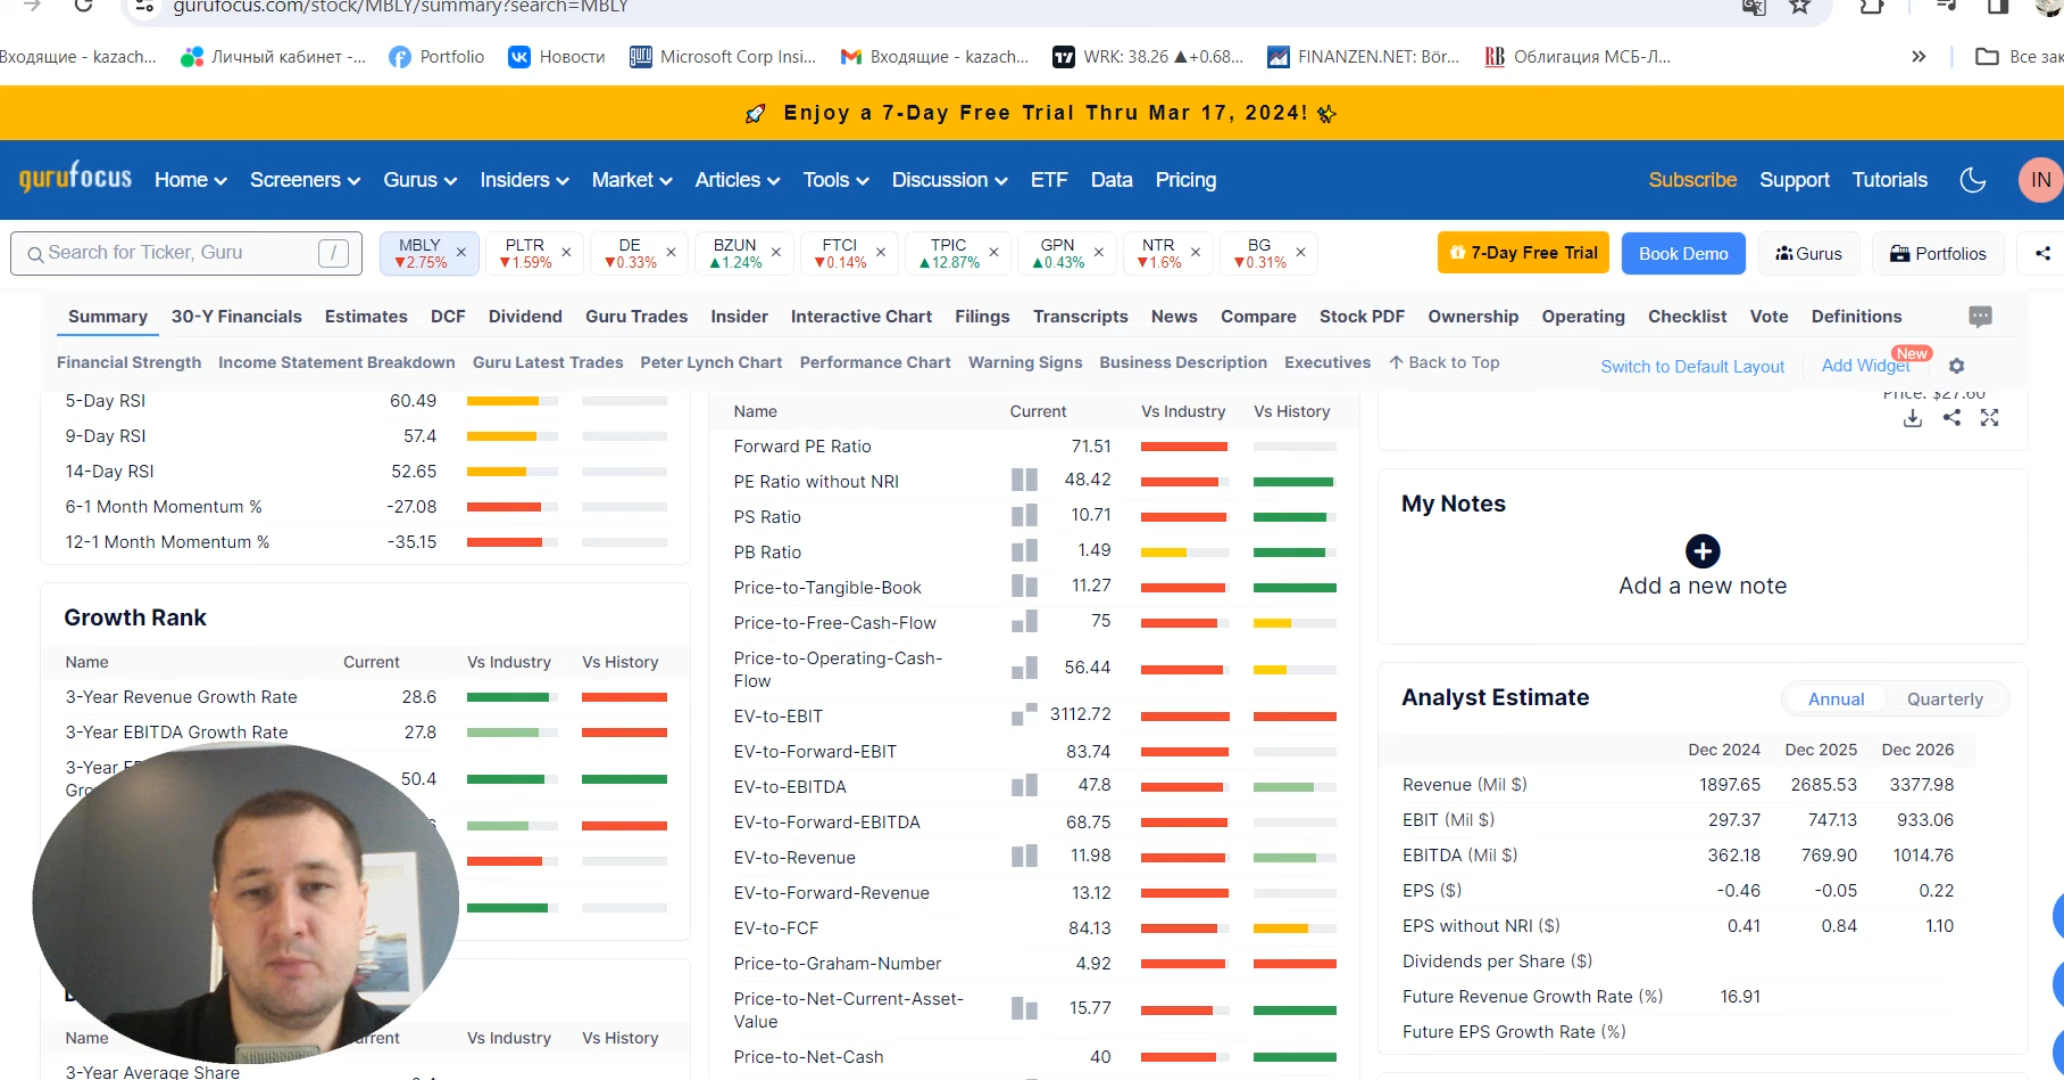 gurufocus.com/stock/MBLY/summary?search=MBLY
Входящие - kazach...
Личный кабинет -...
Portfolio
Новости
Microsoft Corp Insi...
Входящие - kazach...
WRK: 38.26 ▲+0.68...
FINANZEN.NET: Bör...
Облигация МСБ-Л...
»
Все зак
Enjoy a 7-Day Free Trial Thru Mar 17, 2024!
gurufocus Home Screeners Gurus Insiders Market Articles Tools Discussion ETF Data Pricing Subscribe Support Tutorials IN
Search for Ticker, Guru /
MBLY × ▼2.75%
PLTR × ▼1.59%
DE × ▼0.33%
BZUN × ▲1.24%
FTCI × ▼0.14%
TPIC × ▲12.87%
GPN × ▲0.43%
NTR × ▼1.6%
BG × ▼0.31%
7-Day Free Trial
Book Demo
Gurus
Portfolios
Summary 30-Y Financials Estimates DCF Dividend Guru Trades Insider Interactive Chart Filings Transcripts News Compare Stock PDF Ownership Operating Checklist Vote Definitions
Financial Strength Income Statement Breakdown Guru Latest Trades Peter Lynch Chart Performance Chart Warning Signs Business Description Executives ↑ Back to Top Switch to Default Layout Add Widget New
5-Day RSI 60.49
9-Day RSI 57.4
14-Day RSI 52.65
6-1 Month Momentum % -27.08
12-1 Month Momentum % -35.15
Growth Rank
Name Current Vs Industry Vs History
3-Year Revenue Growth Rate 28.6
3-Year EBITDA Growth Rate 27.8
3-Year
50.4
Name Vs Industry Vs History
3-Year Average Share
Name Current Vs Industry Vs History
Forward PE Ratio 71.51
PE Ratio without NRI 48.42
PS Ratio 10.71
PB Ratio 1.49
Price-to-Tangible-Book 11.27
Price-to-Free-Cash-Flow 75
Price-to-Operating-Cash-
Flow 56.44
EV-to-EBIT 3112.72
EV-to-Forward-EBIT 83.74
EV-to-EBITDA 47.8
EV-to-Forward-EBITDA 68.75
EV-to-Revenue 11.98
EV-to-Forward-Revenue 13.12
EV-to-FCF 84.13
Price-to-Graham-Number 4.92
Price-to-Net-Current-Asset-
Value 15.77
Price-to-Net-Cash 40
Price: $27.60
My Notes
Add a new note
Analyst Estimate Annual Quarterly
Dec 2024 Dec 2025 Dec 2026
Revenue (Mil $) 1897.65 2685.53 3377.98
EBIT (Mil $) 297.37 747.13 933.06
EBITDA (Mil $) 362.18 769.90 1014.76
EPS ($) -0.46 -0.05 0.22
EPS without NRI ($) 0.41 0.84 1.10
Dividends per Share ($)
Future Revenue Growth Rate (%) 16.91
Future EPS Growth Rate (%)